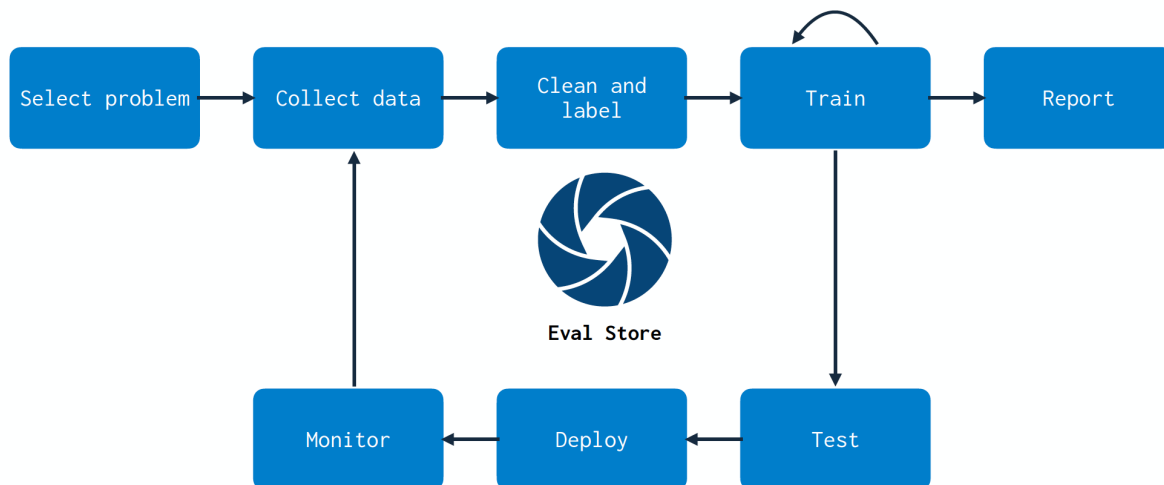 Select problem
Collect data
Clean and
label
Train
Report
Eval Store
Monitor
Deploy
Test